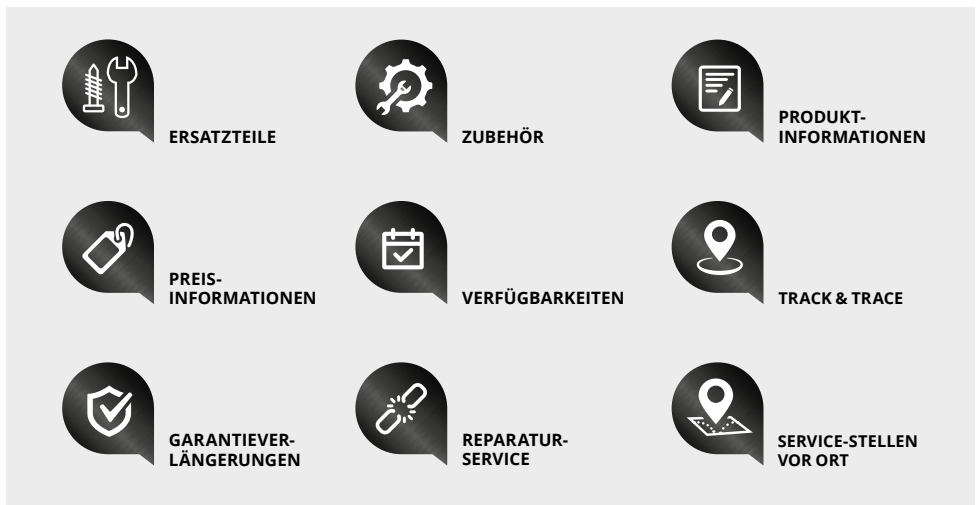 ERSATZTEILE
ZUBEHÖR
PRODUKT-
INFORMATIONEN
PREIS-
INFORMATIONEN
VERFÜGBARKEITEN
TRACK & TRACE
GARANTIEVER-
LÄNGERUNGEN
REPARATUR-
SERVICE
SERVICE-STELLEN
VOR ORT